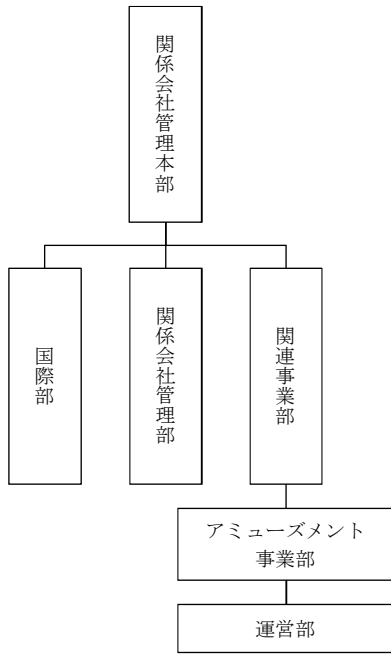 関係会社管理本部
国際部
関係会社管理部
関連事業部
アミューズメント
事業部
運営部